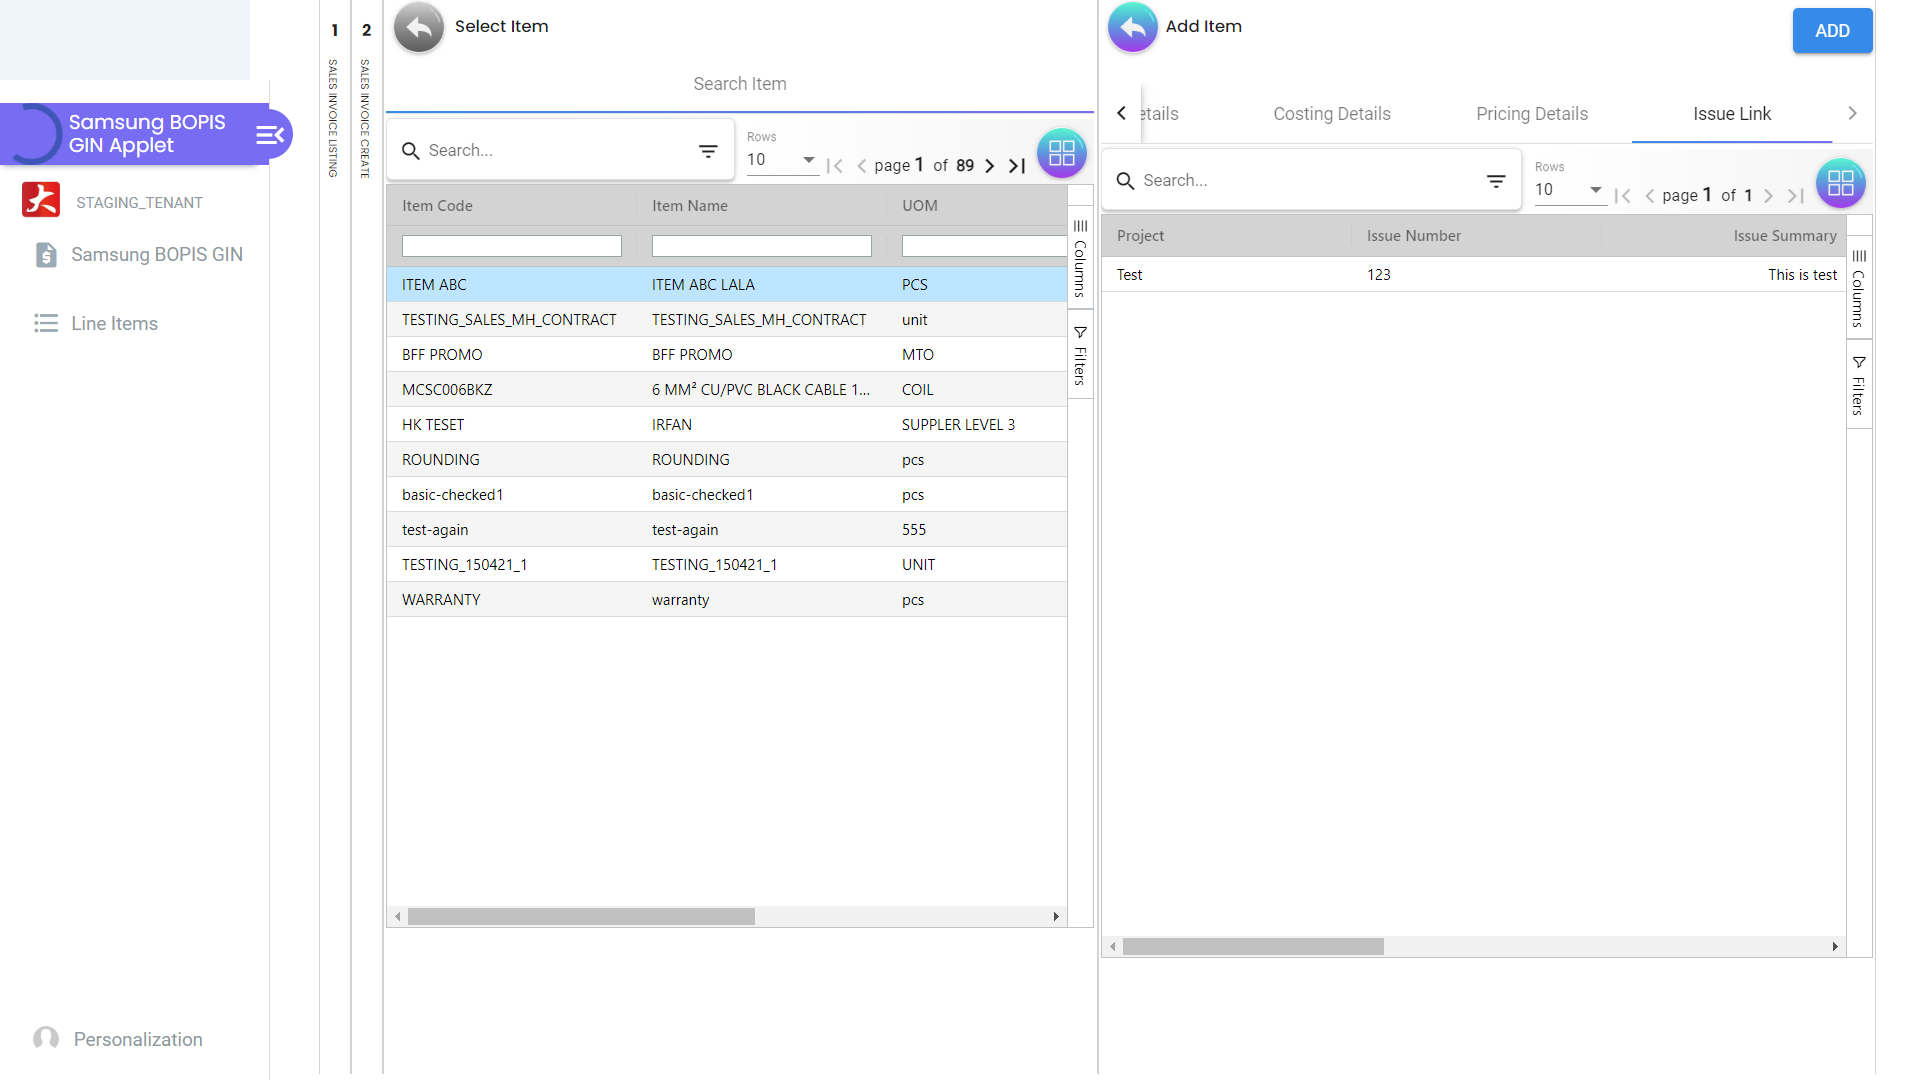 Samsung BOPIS
GIN Applet
STAGING_TENANT
Samsung BOPIS GIN
Line Items
Personalization
1
SALES INVOICE LISTING
2
SALES INVOICE CREATE
Select Item
Search Item
Search...
Rows
10
page 1 of 89
Item Code Item Name UOM
ITEM ABC ITEM ABC LALA PCS
TESTING_SALES_MH_CONTRACT TESTING_SALES_MH_CONTRACT unit
BFF PROMO BFF PROMO MTO
MCSC006BKZ 6 MM² CU/PVC BLACK CABLE 1... COIL
HK TESET IRFAN SUPPLER LEVEL 3
ROUNDING ROUNDING pcs
basic-checked1 basic-checked1 pcs
test-again test-again 555
TESTING_150421_1 TESTING_150421_1 UNIT
WARRANTY warranty pcs
Columns
Filters
Add Item
ADD
etails Costing Details Pricing Details Issue Link
Search...
Rows
10
page 1 of 1
Project Issue Number Issue Summary
Test 123 This is test
Columns
Filters